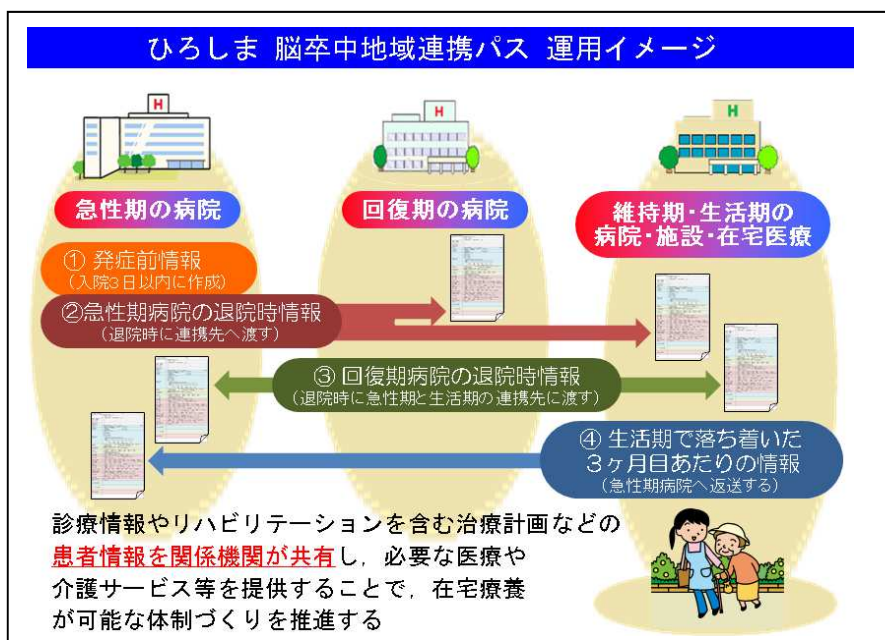 ひろしま 脳卒中地域連携パス 運用イメージ
H
H
H
急性期の病院
回復期の病院
維持期・生活期の
病院・施設・在宅医療
① 発症前情報
(入院3日以内に作成)
②急性期病院の退院時情報
(退院時に連携先へ渡す)
③ 回復期病院の退院時情報
(退院時に急性期と生活期の連携先に渡す)
④ 生活期で落ち着いた
3ヶ月目あたりの情報
(急性期病院へ返送する)
診療情報やリハビリテーションを含む治療計画などの
患者情報を関係機関が共有し，必要な医療や
介護サービス等を提供することで，在宅療養
が可能な体制づくりを推進する